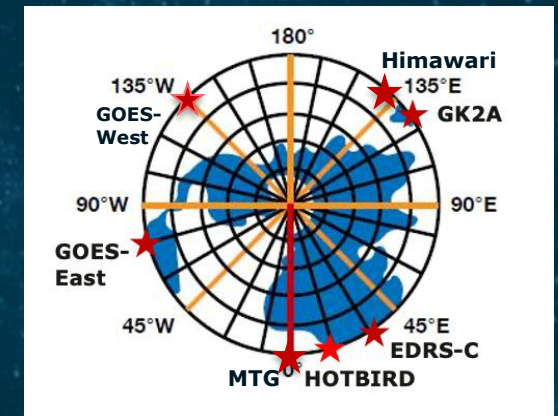 180°
Himawari
135°W
135°E
GOES-
West
GK2A
90°W
90°E
GOES-
East
45°W
45°E
EDRS-C
MTG 0° HOTBIRD